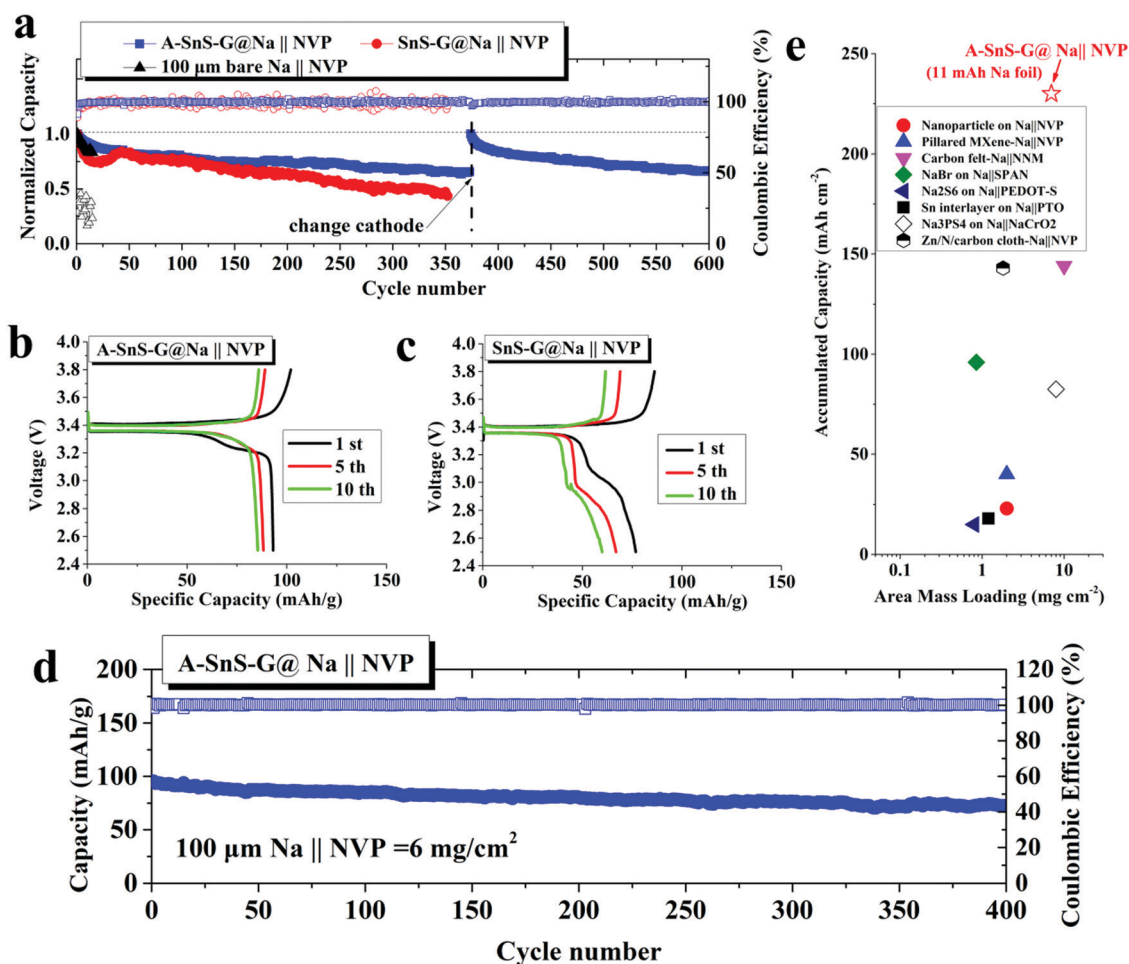 a
A-SnS-G@Na || NVP
SnS-G@Na || NVP
100 μm bare Na || NVP
Normalized Capacity
1.0
0.5
0.0
100
50
0
Coulombic Efficiency (%)
change cathode
0 50 100 150 200 250 300 350 400 450 500 550 600
Cycle number
b
A-SnS-G@Na || NVP
4.0
3.8
3.6
3.4
3.2
3.0
2.8
2.6
2.4
Voltage (V)
1 st
5 th
10 th
0 50 100 150
Specific Capacity (mAh/g)
c
SnS-G@Na || NVP
4.0
3.8
3.6
3.4
3.2
3.0
2.8
2.6
2.4
Voltage (V)
1 st
5 th
10 th
0 50 100 150
Specific Capacity (mAh/g)
d
A-SnS-G@ Na || NVP
200
175
150
125
100
75
50
25
0
Capacity (mAh/g)
120
100
80
60
40
20
0
Coulombic Efficiency (%)
100 μm Na || NVP =6 mg/cm²
0 50 100 150 200 250 300 350 400
Cycle number
e
A-SnS-G@ Na|| NVP
(11 mAh Na foil)
Nanoparticle on Na||NVP
Pillared MXene-Na||NVP
Carbon felt-Na||NNM
NaBr on Na||SPAN
Na2S6 on Na||PEDOT-S
Sn interlayer on Na||PTO
Na3PS4 on Na||NaCrO2
Zn/N/carbon cloth-Na||NVP
250
200
150
100
50
0
Accumulated Capacity (mAh cm⁻²)
0.1 1 10
Area Mass Loading (mg cm⁻²)